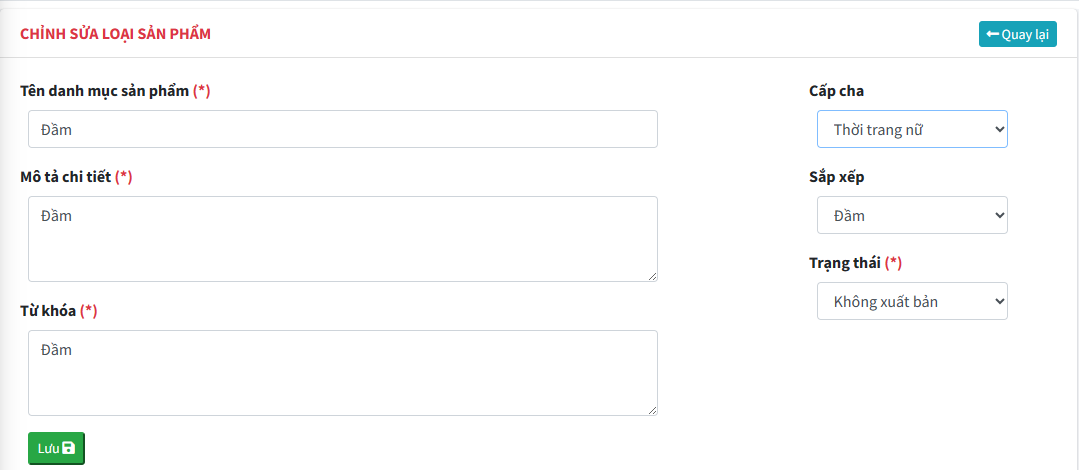 CHỈNH SỬA LOẠI SẢN PHẨM
Quay lại
Tên danh mục sản phẩm (*)
Đầm
Mô tả chi tiết (*)
Đầm
Từ khóa (*)
Đầm
Lưu
Cấp cha
Thời trang nữ
Sắp xếp
Đầm
Trạng thái (*)
Không xuất bản